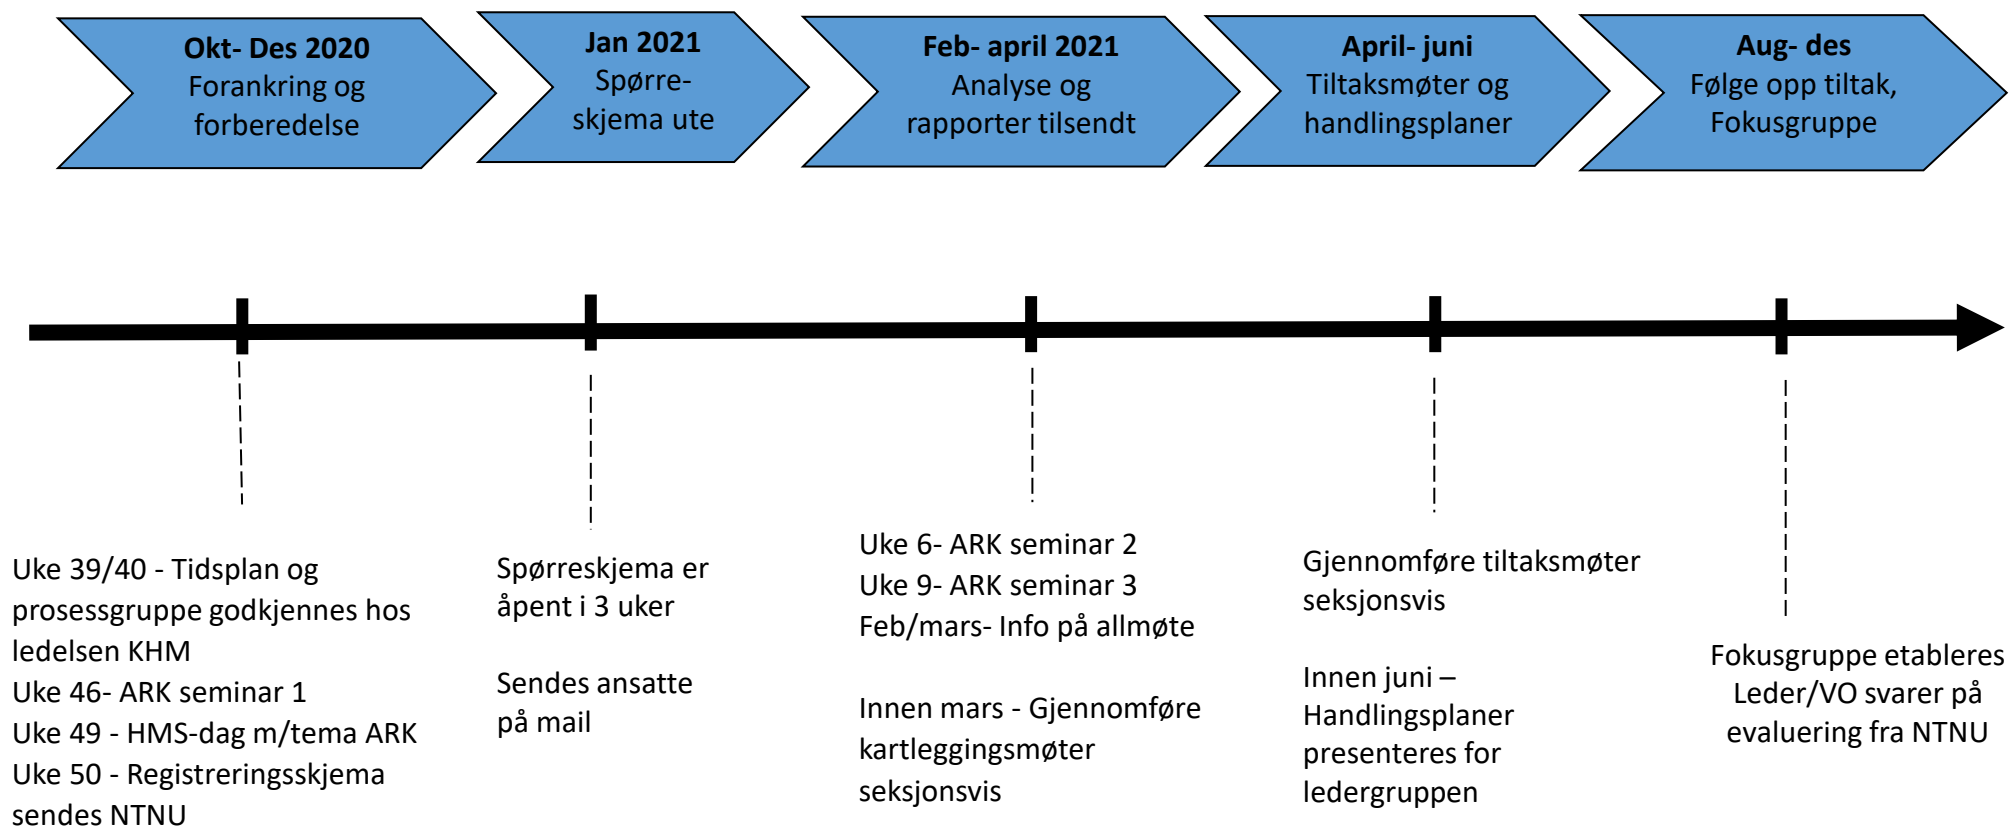 Okt- Des 2020
Forankring og
forberedelse
Jan 2021
Spørre-
skjema ute
Feb- april 2021
Analyse og
rapporter tilsendt
April- juni
Tiltaksmøter og
handlingsplaner
Aug- des
Følge opp tiltak,
Fokusgruppe
Uke 39/40 - Tidsplan og
prosessgruppe godkjennes hos
ledelsen KHM
Uke 46- ARK seminar 1
Uke 49 - HMS-dag m/tema ARK
Uke 50 - Registreringsskjema
sendes NTNU
Spørreskjema er
åpent i 3 uker
Sendes ansatte
på mail
Uke 6- ARK seminar 2
Uke 9- ARK seminar 3
Feb/mars- Info på allmøte
Innen mars - Gjennomføre
kartleggingsmøter
seksjonsvis
Gjennomføre tiltaksmøter
seksjonsvis
Innen juni –
Handlingsplaner
presenteres for
ledergruppen
Fokusgruppe etableres
Leder/VO svarer på
evaluering fra NTNU